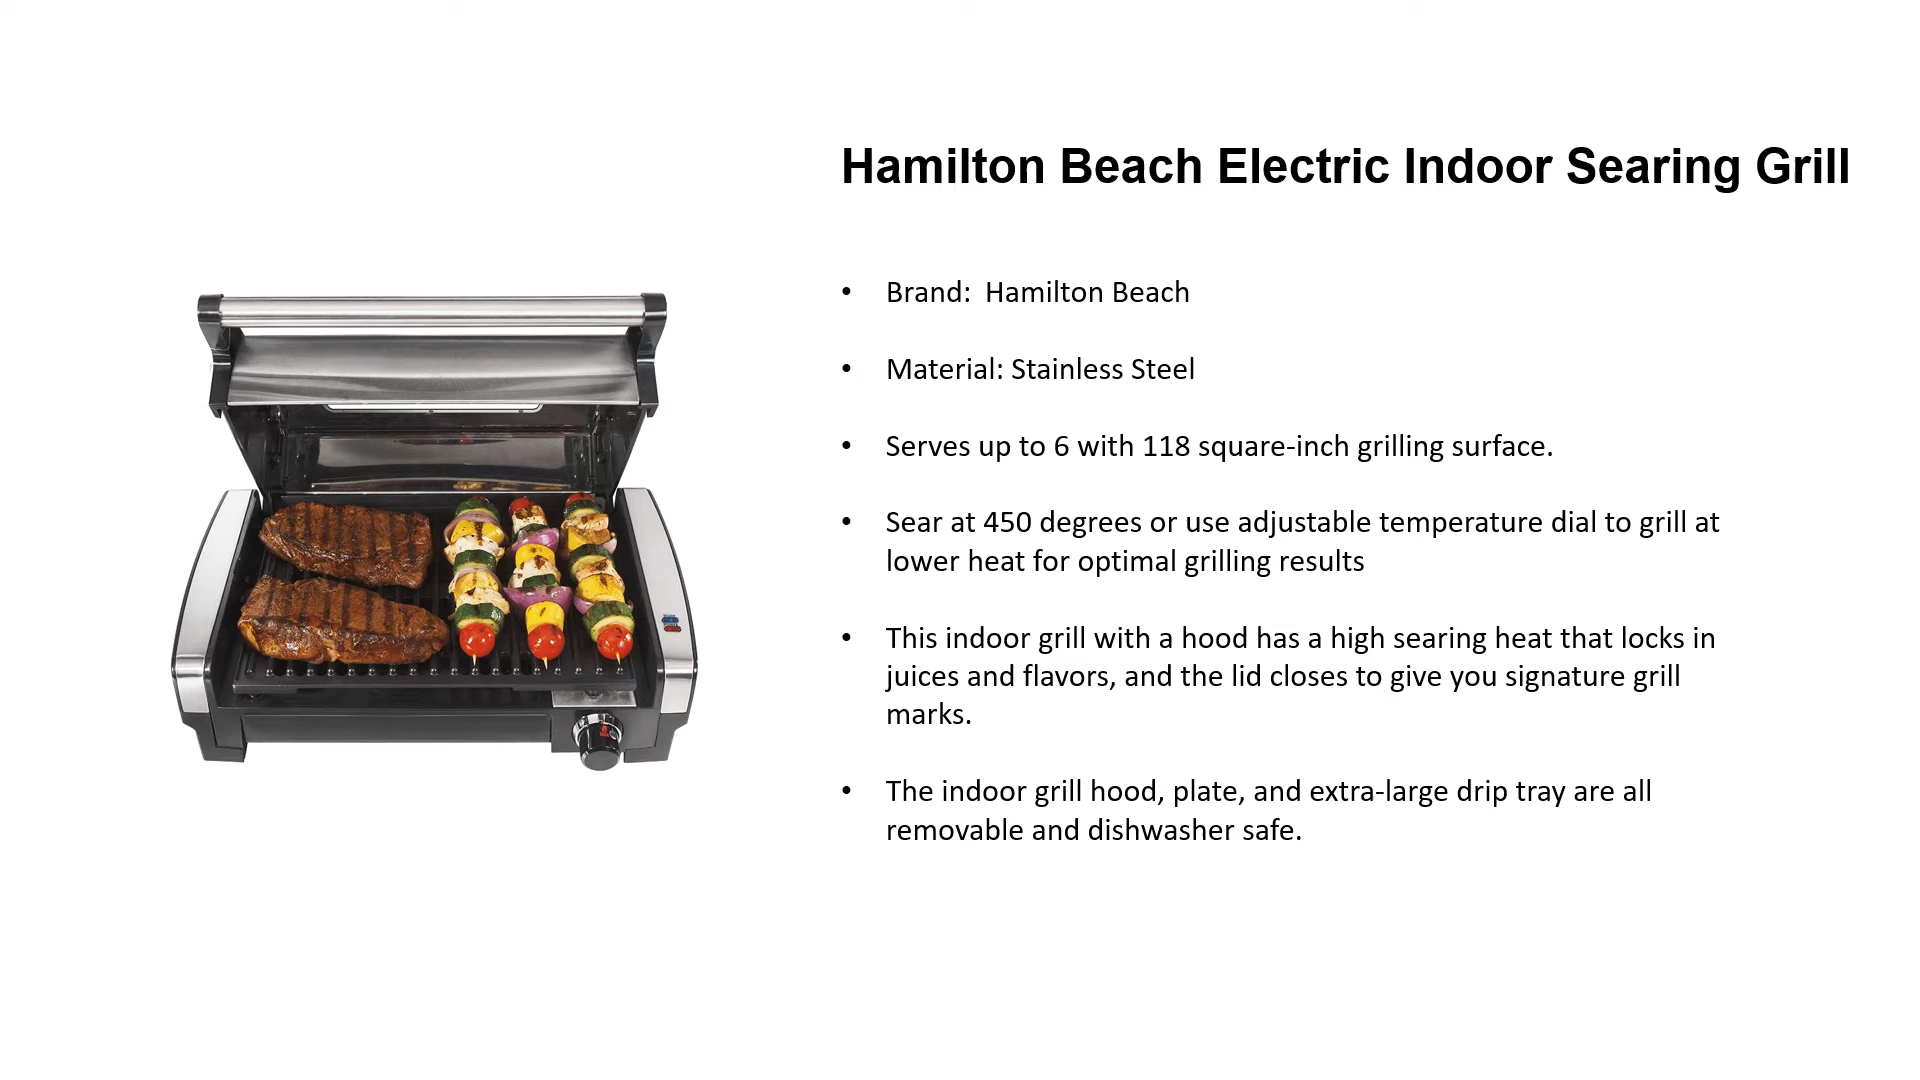 Hamilton Beach Electric Indoor Searing Grill
• Brand:  Hamilton Beach
• Material: Stainless Steel
• Serves up to 6 with 118 square-inch grilling surface.
• Sear at 450 degrees or use adjustable temperature dial to grill at
lower heat for optimal grilling results
• This indoor grill with a hood has a high searing heat that locks in
juices and flavors, and the lid closes to give you signature grill
marks.
• The indoor grill hood, plate, and extra-large drip tray are all
removable and dishwasher safe.